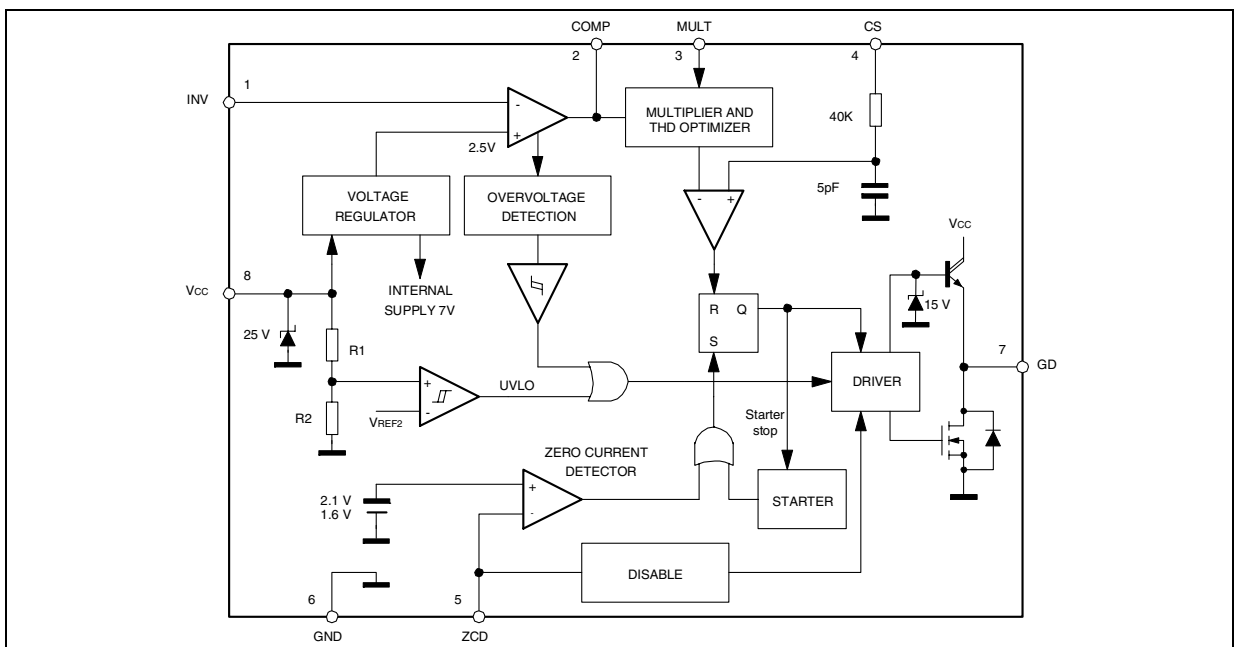 COMP
MULT
CS
2
3
4
1
INV
-
+
2.5V
MULTIPLIER AND
THD OPTIMIZER
40K
5pF
VOLTAGE
REGULATOR
OVERVOLTAGE
DETECTION
-
+
VCC
8
VCC
INTERNAL
SUPPLY 7V
25 V
R1
R Q
S
15 V
7
GD
DRIVER
+
-
UVLO
R2
VREF2
Starter
stop
ZERO CURRENT
DETECTOR
+
-
2.1 V
1.6 V
STARTER
DISABLE
6
5
GND
ZCD